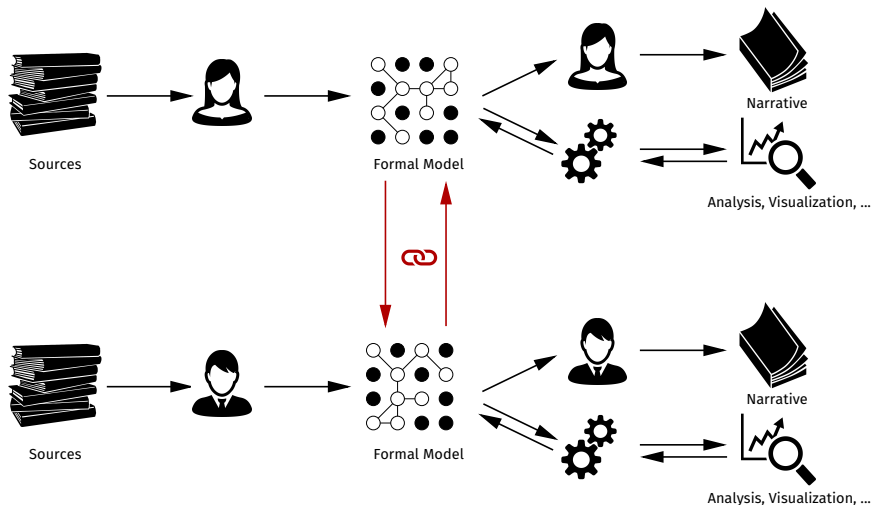 Narrative
Sources
Formal Model
Analysis, Visualization, ...
Narrative
Sources
Formal Model
Analysis, Visualization, ...